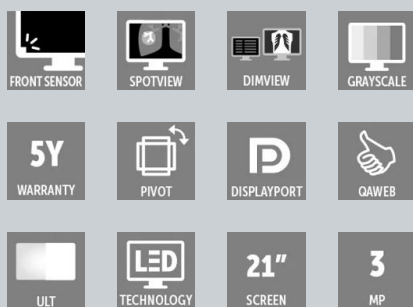 FRONT SENSOR
SPOTVIEW
DIMVIEW
GRAYSCALE
5Y
WARRANTY
PIVOT
DISPLAYPORT
QAWEB
ULT
LED
TECHNOLOGY
21"
SCREEN
3
MP